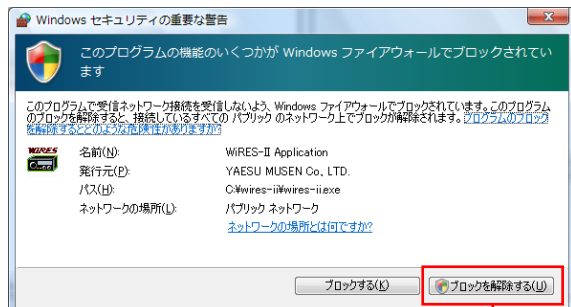 Windows セキュリティの重要な警告
このプログラムの機能のいくつかが Windows ファイアウォールでブロックされてい
ます
このプログラムで受信ネットワーク接続を受信しないよう、Windows ファイアウォールでブロックされています。このプログラム
のブロックを解除すると、接続しているすべての パブリック のネットワーク上でブロックが解除されます。プログラムのブロック
を解除するとどのような危険性がありますか?
WIRES
名前(N): WiRES-II Application
発行元(P): YAESU MUSEN Co., LTD.
パス(H): C:¥wires-ii¥wires-ii.exe
ネットワークの場所(L): パブリック ネットワーク
ネットワークの場所とは何ですか?
ブロックする(K) ブロックを解除する(U)